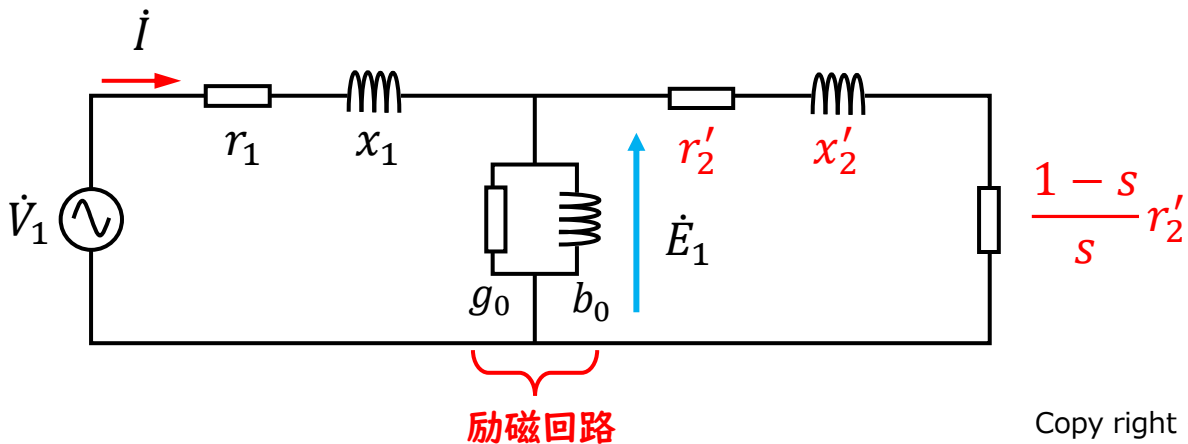 İ
r₁
x₁
r₂′
x₂′
V̇₁
g₀
b₀
Ė₁
1 − s
s
r₂′
励磁回路
Copy right